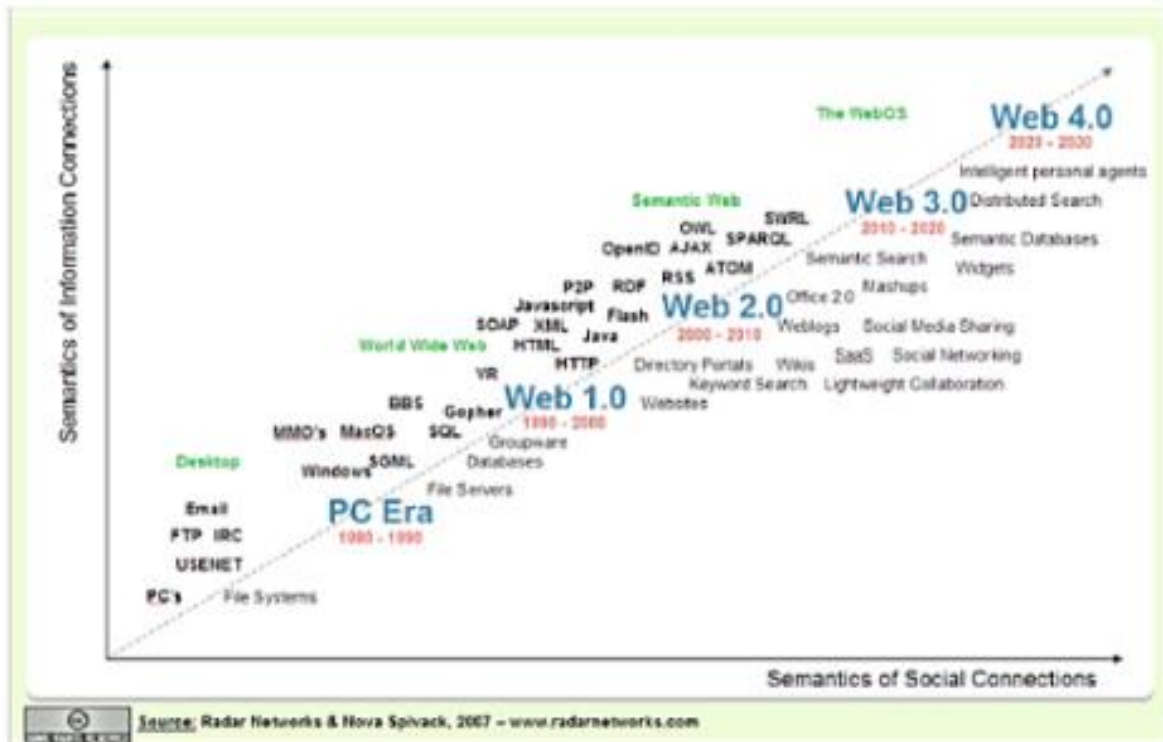 Semantics of Information Connections
The WebOS
Web 4.0
2020 - 2030
Intelligent personal agents
Semantic Web
Web 3.0
Distributed Search
2010 - 2020
SWRL
OWL
SPARQL
Semantic Databases
OpenID
AJAX
Semantic Search
Widgets
ATOM
RSS
P2P
RDF
Mashups
Office 2.0
Javascript
Web 2.0
Flash
SOAP
XML
Weblogs
Social Media Sharing
2000 - 2010
Java
World Wide Web
HTML
HTTP
Directory Portals
Wikis
SaaS
Social Networking
VR
Keyword Search
Lightweight Collaboration
Web 1.0
Websites
BBS
Gopher
1990 - 2000
MMO's
MacOS
SQL
Groupware
Desktop
Windows
SGML
Databases
File Servers
Email
PC Era
FTP IRC
1980 - 1990
USENET
PC's
File Systems
Semantics of Social Connections
cc
Source: Radar Networks & Nova Spivack, 2007 – www.radarnetworks.com